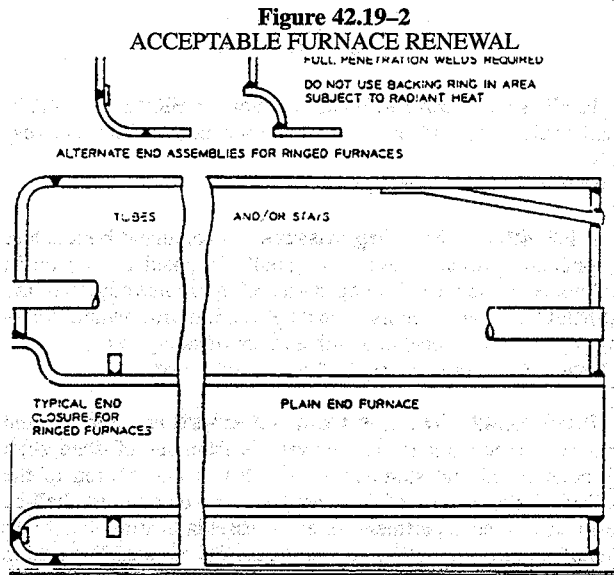 Figure 42.19–2
ACCEPTABLE FURNACE RENEWAL
FULL PENETRATION WELDS REQUIRED
DO NOT USE BACKING RING IN AREA
SUBJECT TO RADIANT HEAT
ALTERNATE END ASSEMBLIES FOR RINGED FURNACES
TUBES AND/OR STAYS
TYPICAL END
CLOSURE FOR
RINGED FURNACES
PLAIN END FURNACE